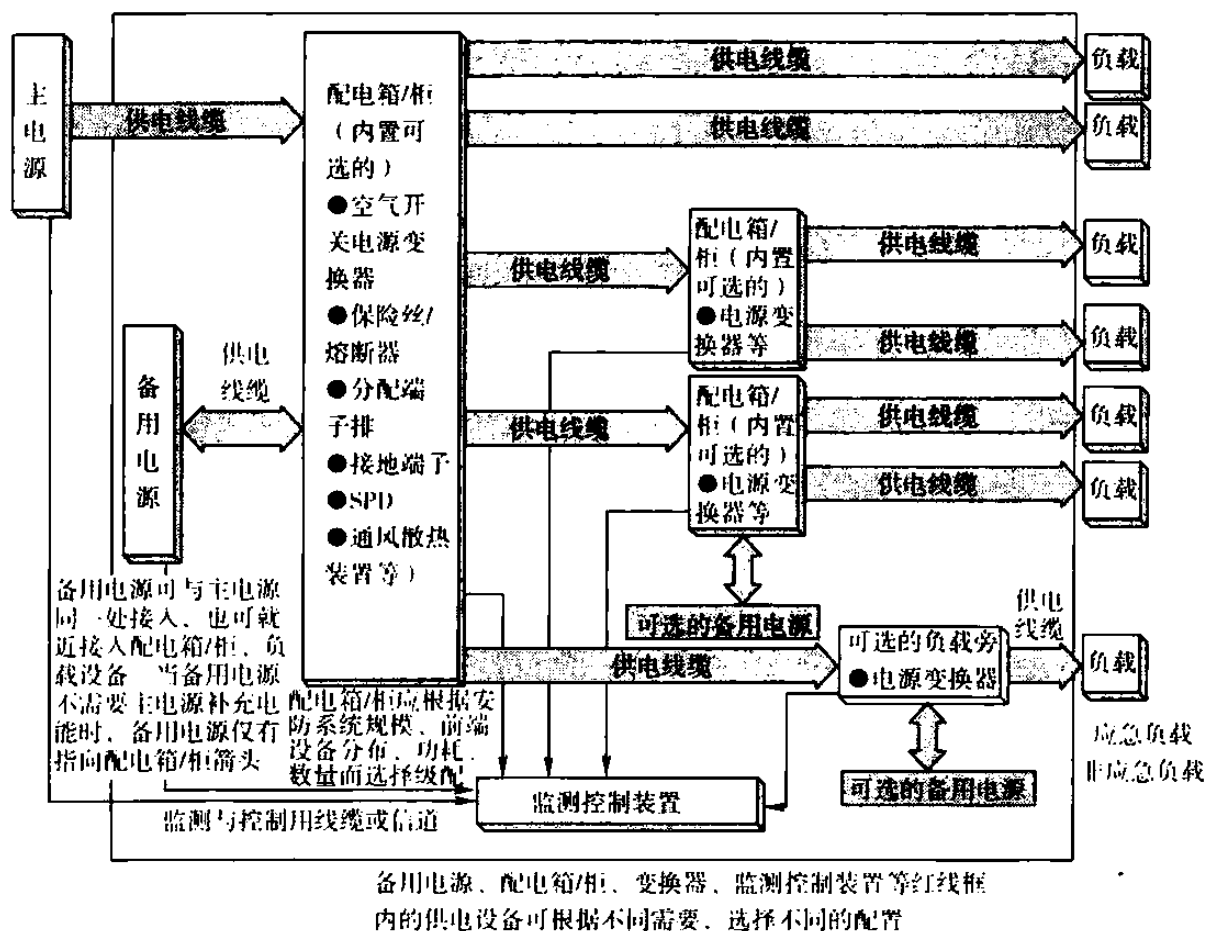 主
电
源
供电线缆
配电箱/柜
（内置可
选的）
●空气开
关电源变
换器
●保险丝/
熔断器
●分配端
子排
●接地端子
●SPD
●通风散热
装置等）
供电线缆
负载
供电线缆
负载
供电线缆
配电箱/
柜（内置
可选的）
●电源变
换器等
供电线缆
负载
供电线缆
负载
备
用
电
源
供电
线缆
供电线缆
配电箱/
柜（内置
可选的）
●电源变
换器等
供电线缆
负载
供电线缆
负载
可选的备用电源
供电线缆
可选的负载旁
●电源变换器
供电
线缆
负载
应急负载
非应急负载
可选的备用电源
备用电源可与主电源
同一处接入，也可就
近接入配电箱/柜、负
载设备 当备用电源
不需要主电源补充电
能时，备用电源仅有
指向配电箱/柜箭头
配电箱/柜应根据安
防系统规模、前端
设备分布、功耗、
数量而选择级配
监测控制装置
监测与控制用线缆或信道
备用电源、配电箱/柜、变换器、监测控制装置等红线框
内的供电设备可根据不同需要，选择不同的配置